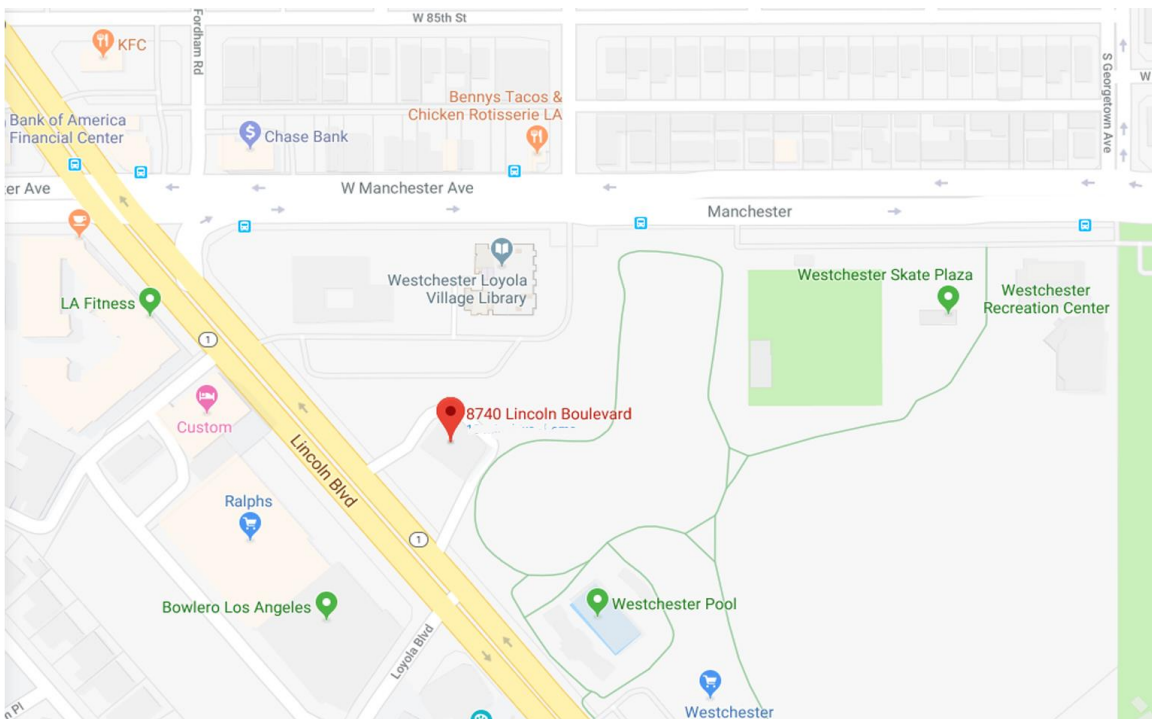 W 85th St
KFC
Fordham Rd
S Georgetown Ave
W
Bennys Tacos &
Chicken Rotisserie LA
Bank of America
Financial Center
$
Chase Bank
er Ave
W Manchester Ave
Manchester
Westchester Loyola
Village Library
Westchester Skate Plaza
Westchester
Recreation Center
LA Fitness
1
Custom
8740 Lincoln Boulevard
Lincoln Blvd
Ralphs
1
Bowlero Los Angeles
Westchester Pool
Loyola Blvd
n Pl
Westchester